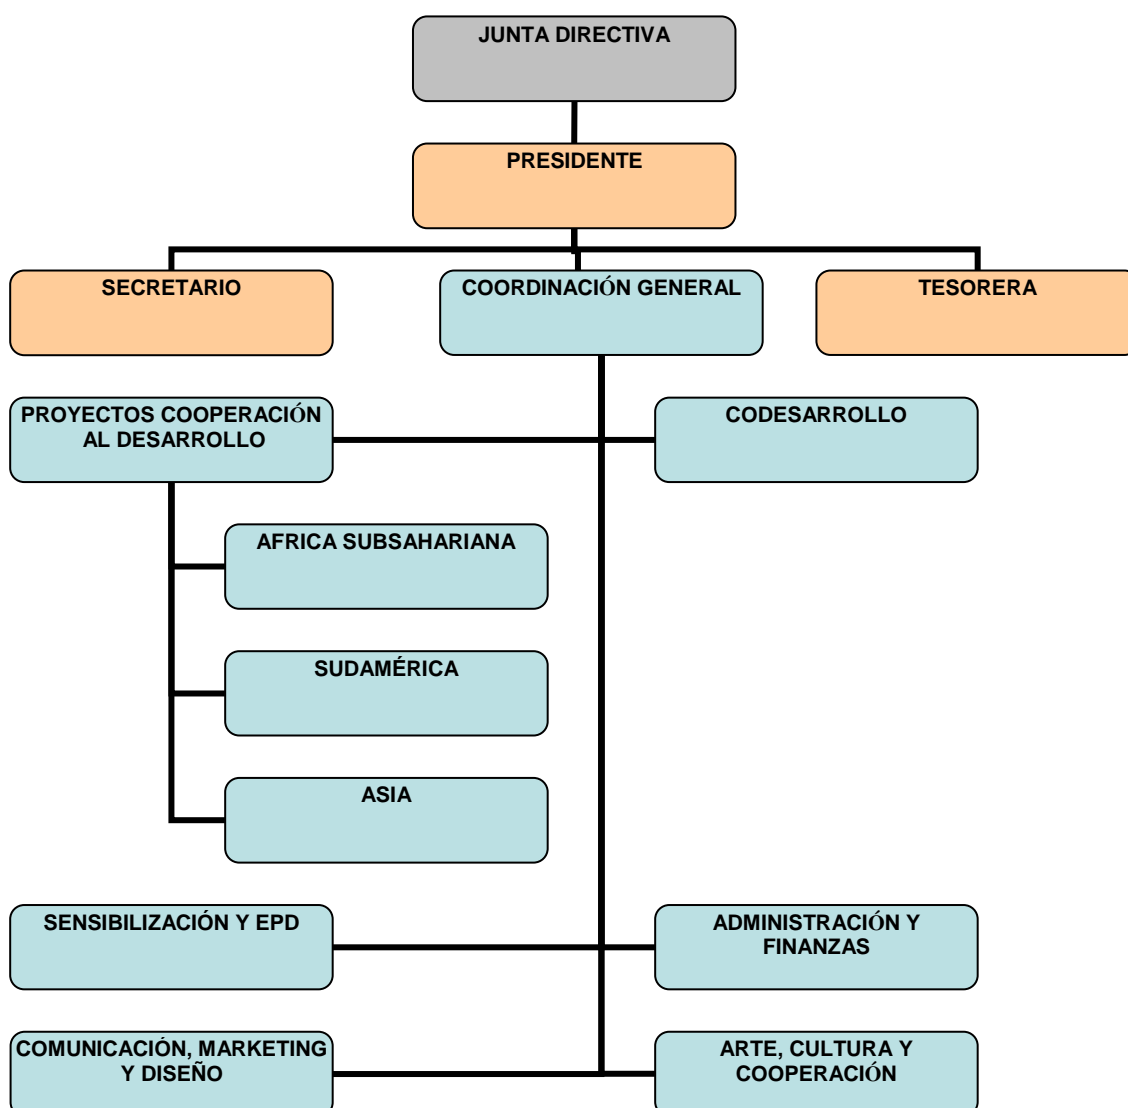 JUNTA DIRECTIVA
PRESIDENTE
SECRETARIO
COORDINACIÓN GENERAL
TESORERA
PROYECTOS COOPERACIÓN
AL DESARROLLO
CODESARROLLO
AFRICA SUBSAHARIANA
SUDAMÉRICA
ASIA
SENSIBILIZACIÓN Y EPD
ADMINISTRACIÓN Y
FINANZAS
COMUNICACIÓN, MARKETING
Y DISEÑO
ARTE, CULTURA Y
COOPERACIÓN